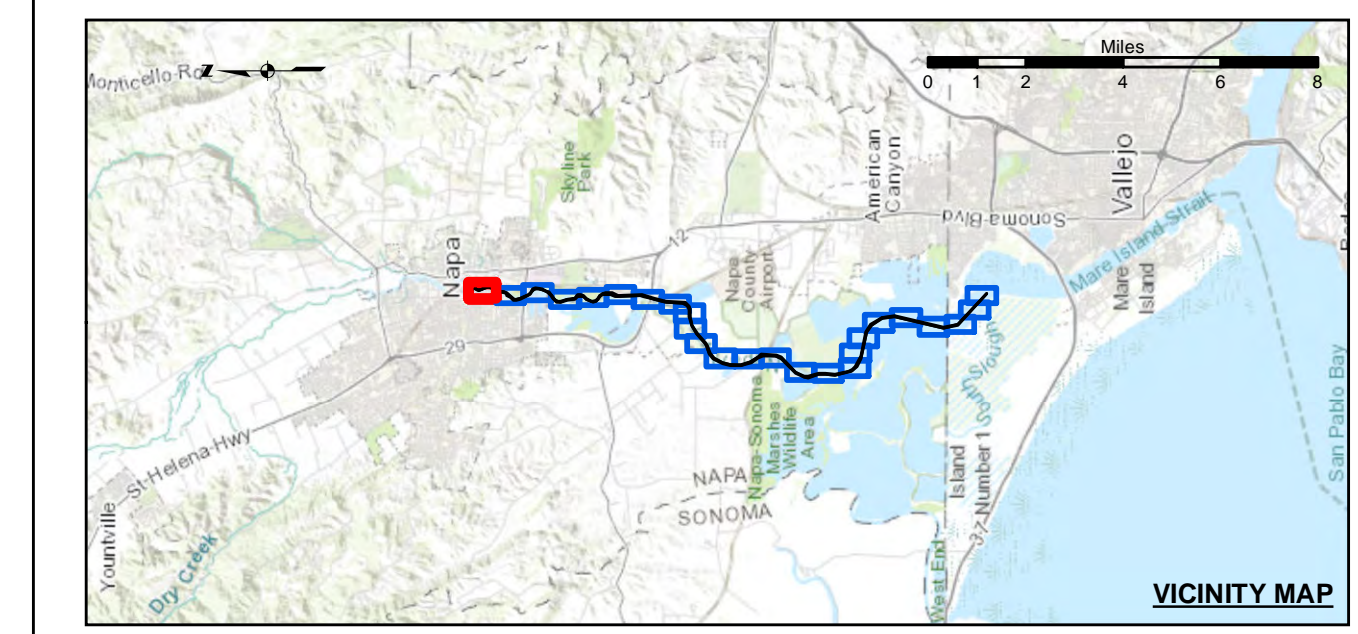 Monticello-Rd
Z
Miles
0 1 2 4 6 8
Skyline
Park
American
Canyon
Vallejo
Sonoma-Blvd
Mare Island-Strait
Napa
12
Napa
County
Airport
Mare
Island
29
South Slough
San Pablo Bay
St-Helena-Hwy
Napa-Sonoma
Marshes
Wildlife
Area
NAPA
SONOMA
Island
Number 1
37
Yountville
Dry Creek
West End
VICINITY MAP